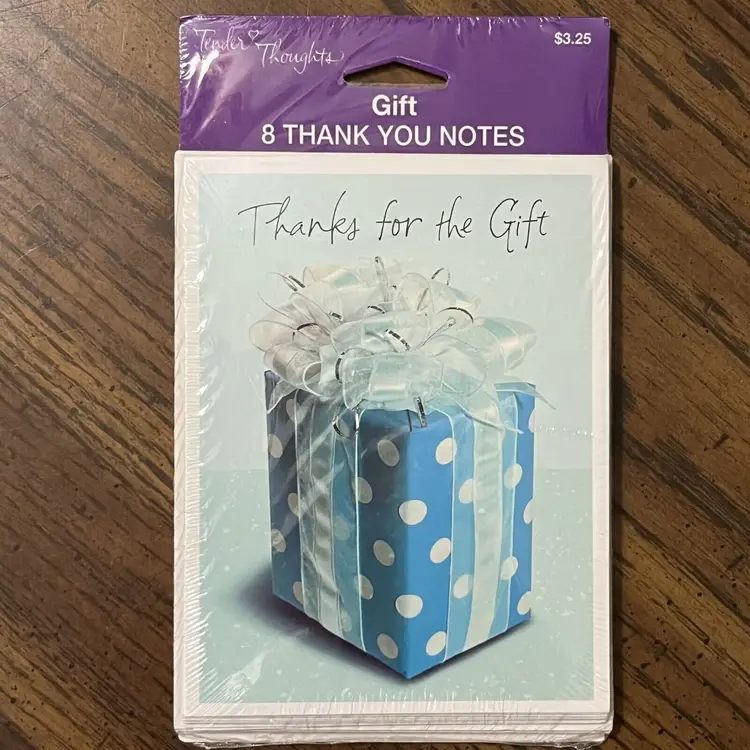 Tender Thoughts
$3.25
Gift
8 THANK YOU NOTES
Thanks for the Gift